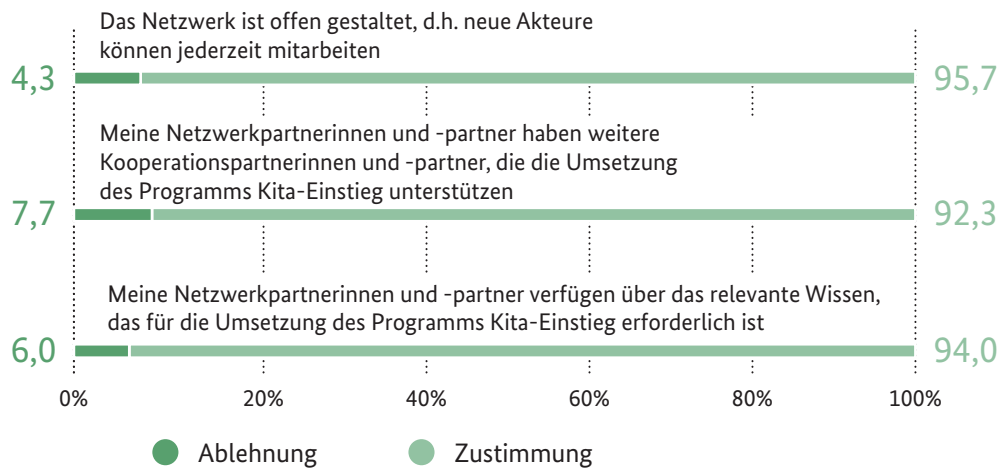 Das Netzwerk ist offen gestaltet, d.h. neue Akteure
können jederzeit mitarbeiten
4,3 95,7
Meine Netzwerkpartnerinnen und -partner haben weitere
Kooperationspartnerinnen und -partner, die die Umsetzung
des Programms Kita-Einstieg unterstützen
7,7 92,3
Meine Netzwerkpartnerinnen und -partner verfügen über das relevante Wissen,
das für die Umsetzung des Programms Kita-Einstieg erforderlich ist
6,0 94,0
0% 20% 40% 60% 80% 100%
Ablehnung Zustimmung